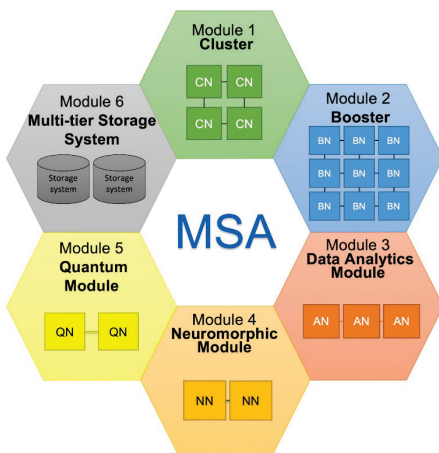 Module 1
Cluster
CN CN
CN CN
Module 2
Booster
BN BN BN
BN BN BN
BN BN BN
Module 3
Data Analytics
Module
AN AN AN
Module 4
Neuromorphic
Module
NN NN
Module 5
Quantum
Module
QN QN
Module 6
Multi-tier Storage
System
Storage system
Storage system
MSA